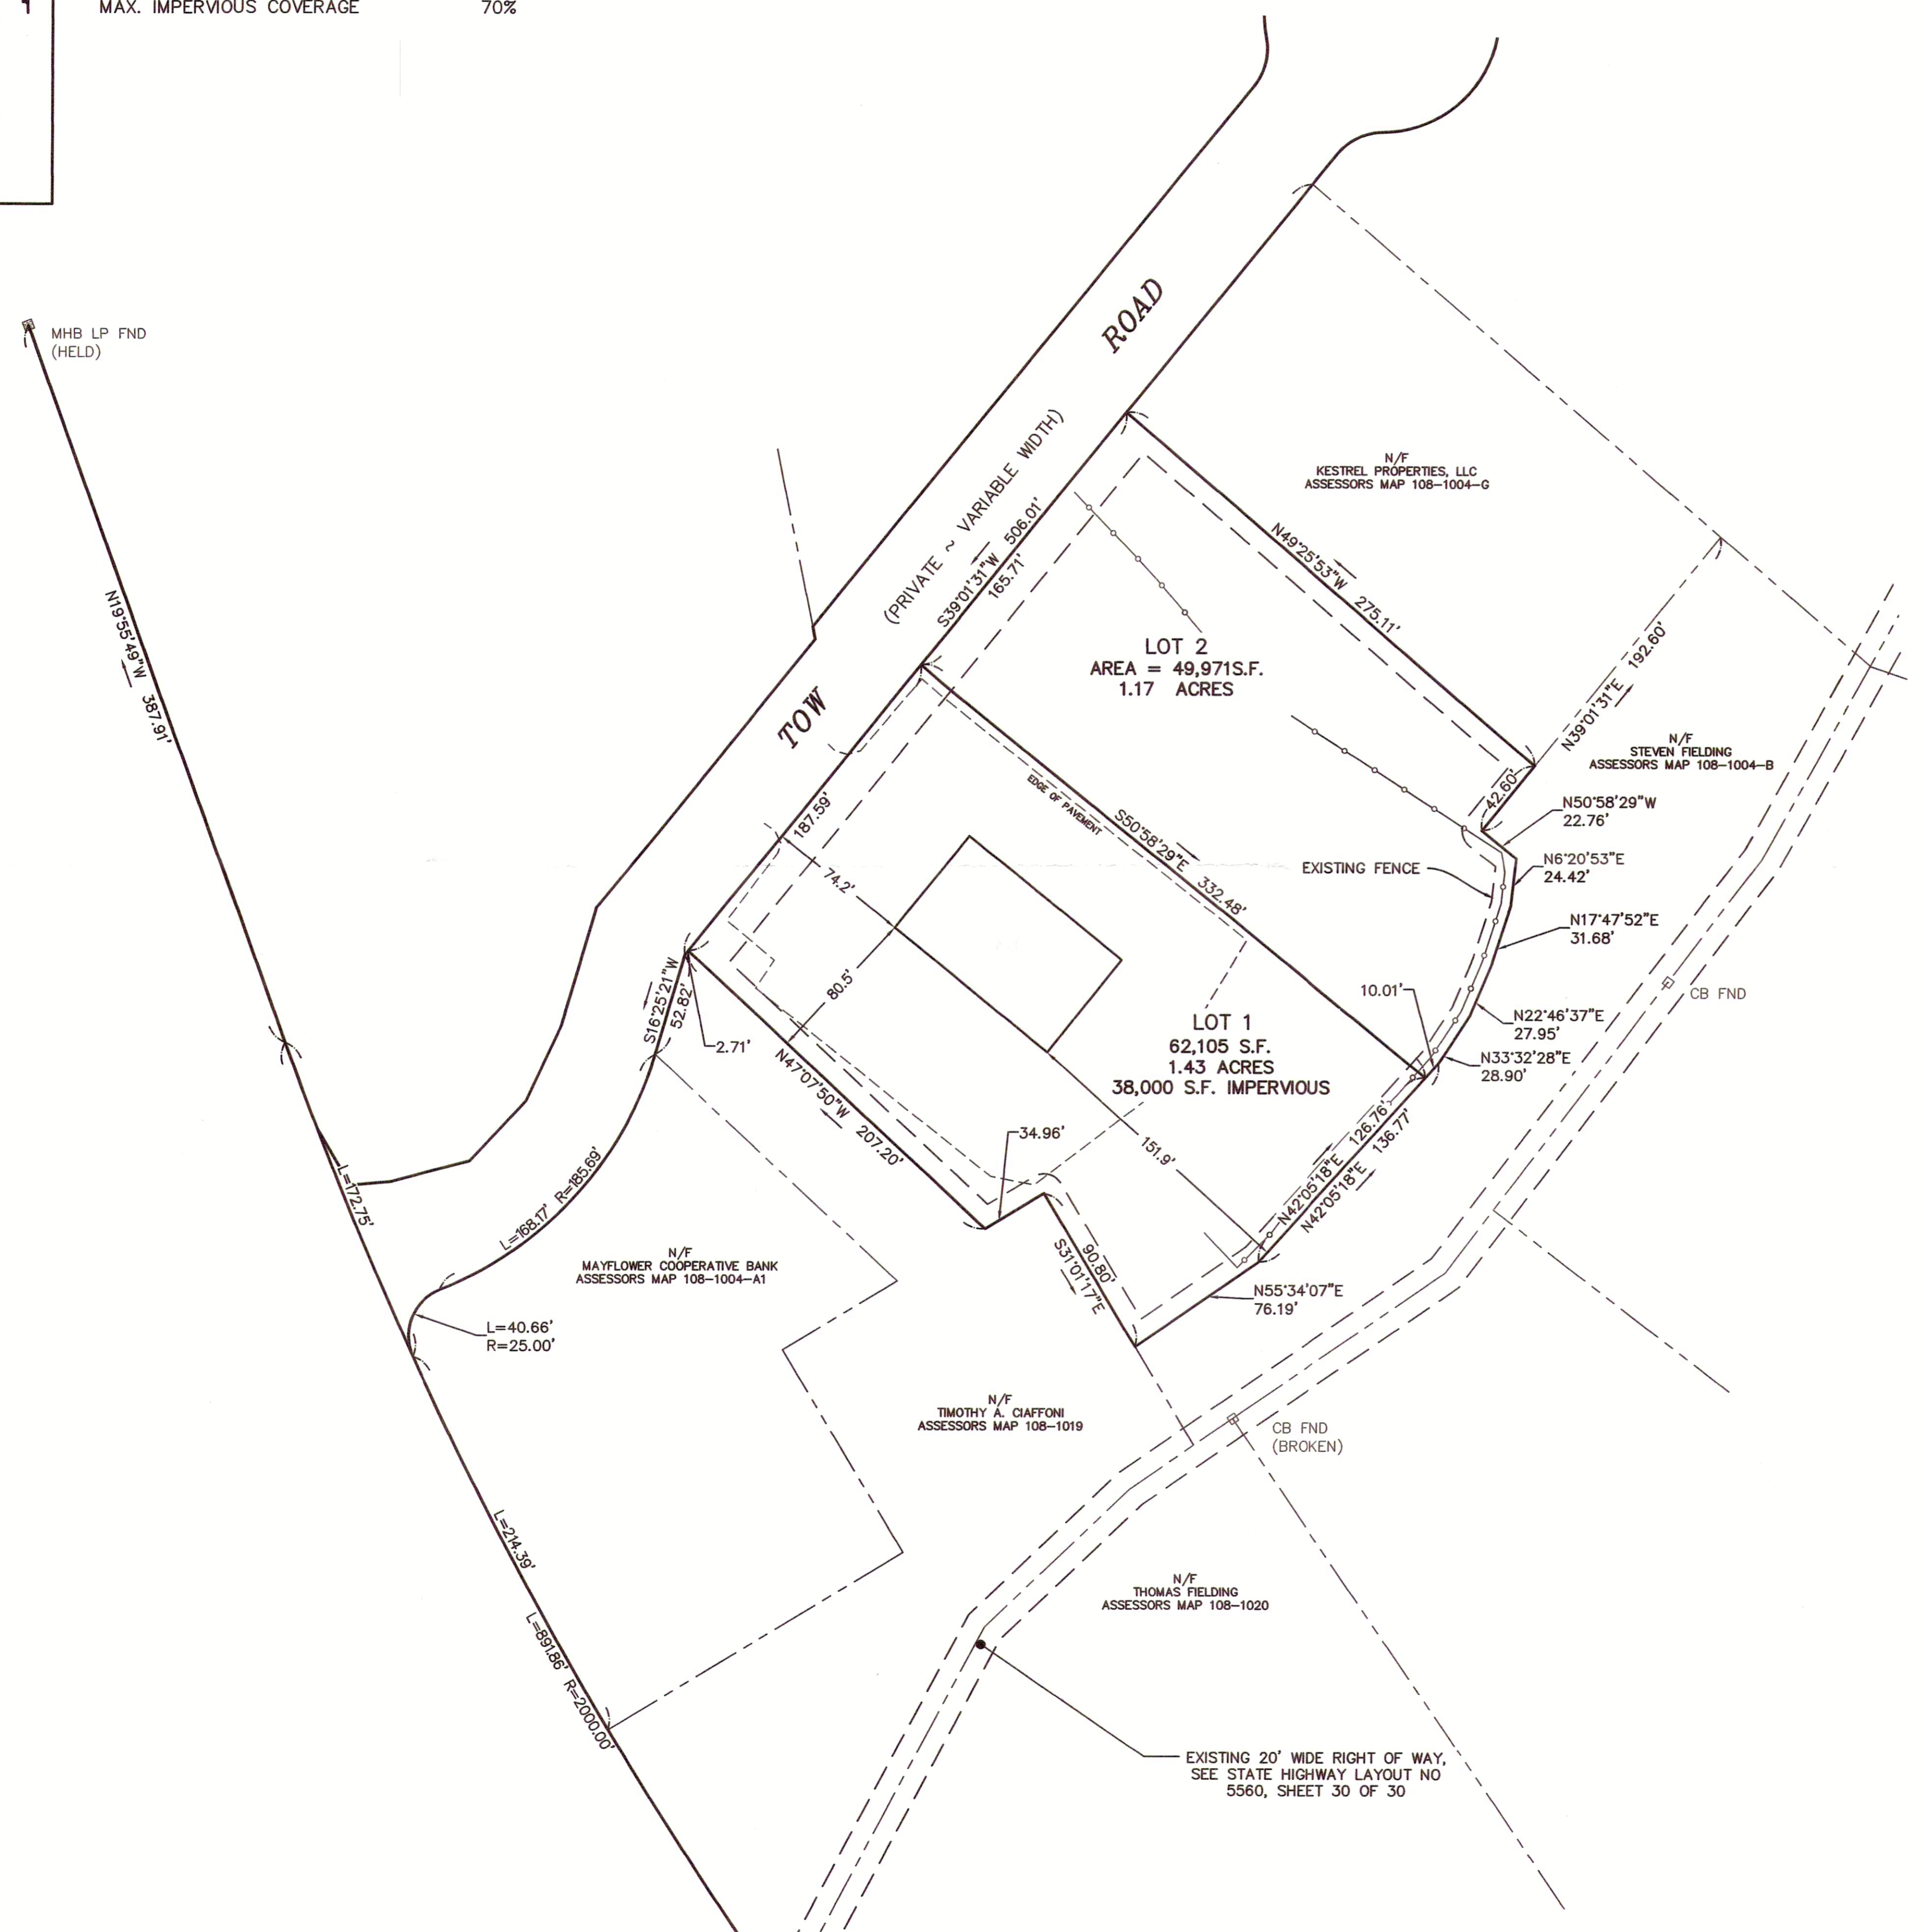 1
MAX. IMPERVIOUS COVERAGE 70%
MHB LP FND
(HELD)
N19°55'49"W 387.91'
TOW ROAD
(PRIVATE ~ VARIABLE WIDTH)
S39°01'31"W 506.01'
165.71'
187.59'
N/F
KESTREL PROPERTIES, LLC
ASSESSORS MAP 108-1004-G
N49°25'53"W 275.11'
N39°01'31"E 192.60'
42.60'
LOT 2
AREA = 49,971S.F.
1.17 ACRES
N/F
STEVEN FIELDING
ASSESSORS MAP 108-1004-B
N50°58'29"W
22.76'
N6°20'53"E
24.42'
N17°47'52"E
31.68'
N22°46'37"E
27.95'
N33°32'28"E
28.90'
EXISTING FENCE
EDGE OF PAVEMENT
S50°58'29"E 332.48'
10.01'
CB FND
74.2'
80.5'
151.9'
LOT 1
62,105 S.F.
1.43 ACRES
38,000 S.F. IMPERVIOUS
S16°25'21"W
52.82'
2.71'
N47°07'50"W 207.20'
34.96'
S31°01'17"E
90.80'
N42°05'18"E 126.76'
N42°05'18"E 136.77'
N55°34'07"E
76.19'
L=172.75'
L=168.17' R=185.69'
N/F
MAYFLOWER COOPERATIVE BANK
ASSESSORS MAP 108-1004-A1
L=40.66'
R=25.00'
N/F
TIMOTHY A. CIAFFONI
ASSESSORS MAP 108-1019
CB FND
(BROKEN)
L=214.39'
L=891.86' R=2000.00'
N/F
THOMAS FIELDING
ASSESSORS MAP 108-1020
EXISTING 20' WIDE RIGHT OF WAY,
SEE STATE HIGHWAY LAYOUT NO
5560, SHEET 30 OF 30